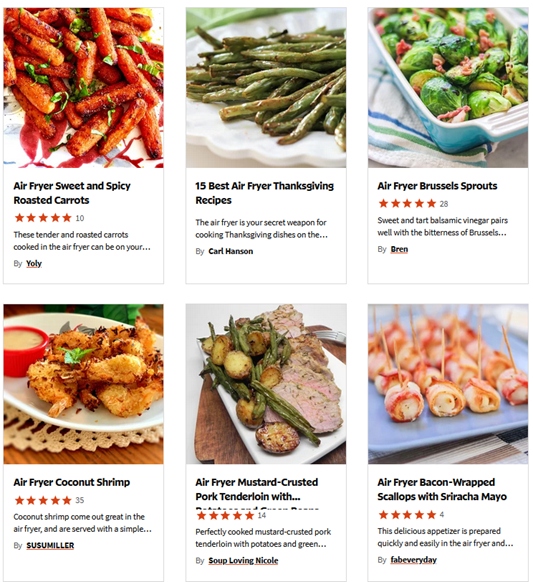 Air Fryer Sweet and Spicy
Roasted Carrots
10
These tender and roasted carrots
cooked in the air fryer can be on your…
By Yoly
15 Best Air Fryer Thanksgiving
Recipes
The air fryer is your secret weapon for
cooking Thanksgiving dishes on the…
By Carl Hanson
Air Fryer Brussels Sprouts
28
Sweet and tart balsamic vinegar pairs
well with the bitterness of Brussels…
By Bren
Air Fryer Coconut Shrimp
35
Coconut shrimp come out great in the
air fryer, and are served with a simple…
By SUSUMILLER
Air Fryer Mustard-Crusted
Pork Tenderloin with…
Potatoes and Green Beans
14
Perfectly cooked mustard-crusted pork
tenderloin with potatoes and green…
By Soup Loving Nicole
Air Fryer Bacon-Wrapped
Scallops with Sriracha Mayo
4
This delicious appetizer is prepared
quickly and easily in the air fryer and…
By fabeveryday